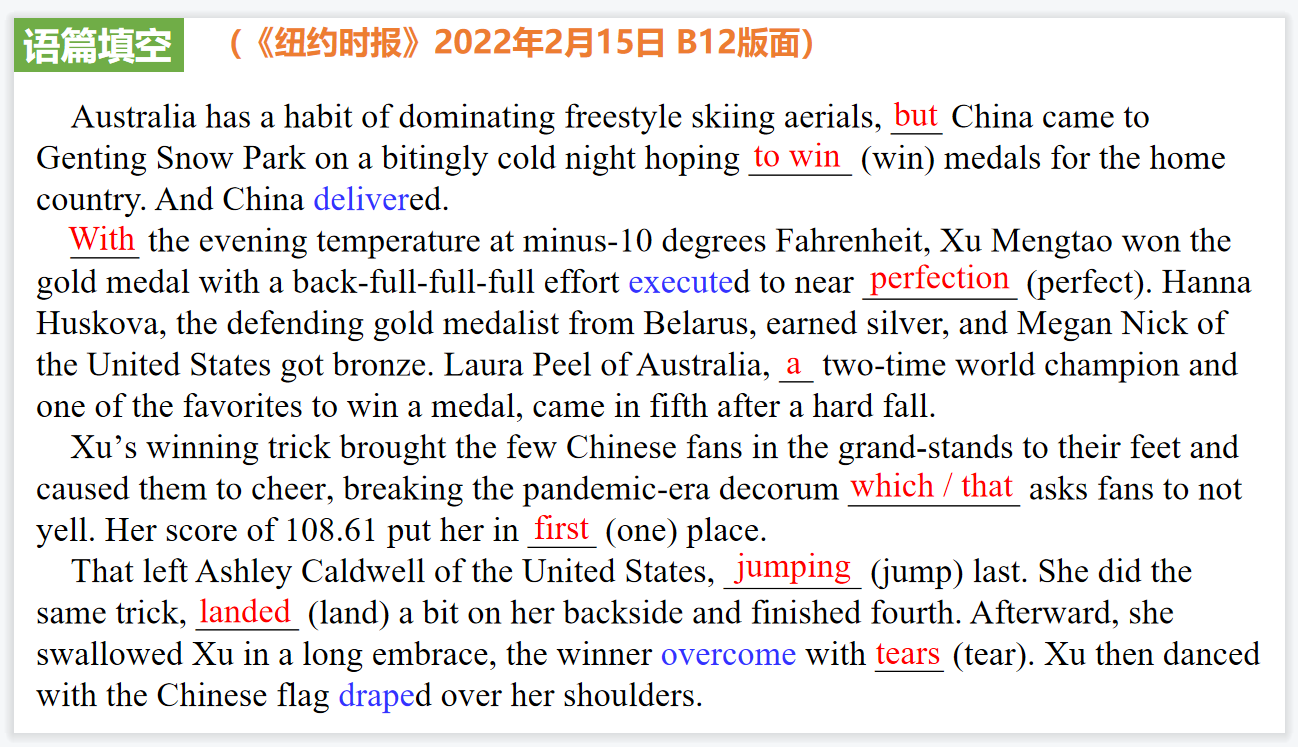 语篇填空 （《纽约时报》2022年2月15日 B12版面）
Australia has a habit of dominating freestyle skiing aerials, but China came to
Genting Snow Park on a bitingly cold night hoping to win (win) medals for the home
country. And China delivered.
With the evening temperature at minus-10 degrees Fahrenheit, Xu Mengtao won the
gold medal with a back-full-full-full effort executed to near perfection (perfect). Hanna
Huskova, the defending gold medalist from Belarus, earned silver, and Megan Nick of
the United States got bronze. Laura Peel of Australia, a two-time world champion and
one of the favorites to win a medal, came in fifth after a hard fall.
Xu’s winning trick brought the few Chinese fans in the grand-stands to their feet and
caused them to cheer, breaking the pandemic-era decorum which / that asks fans to not
yell. Her score of 108.61 put her in first (one) place.
That left Ashley Caldwell of the United States, jumping (jump) last. She did the
same trick, landed (land) a bit on her backside and finished fourth. Afterward, she
swallowed Xu in a long embrace, the winner overcome with tears (tear). Xu then danced
with the Chinese flag draped over her shoulders.